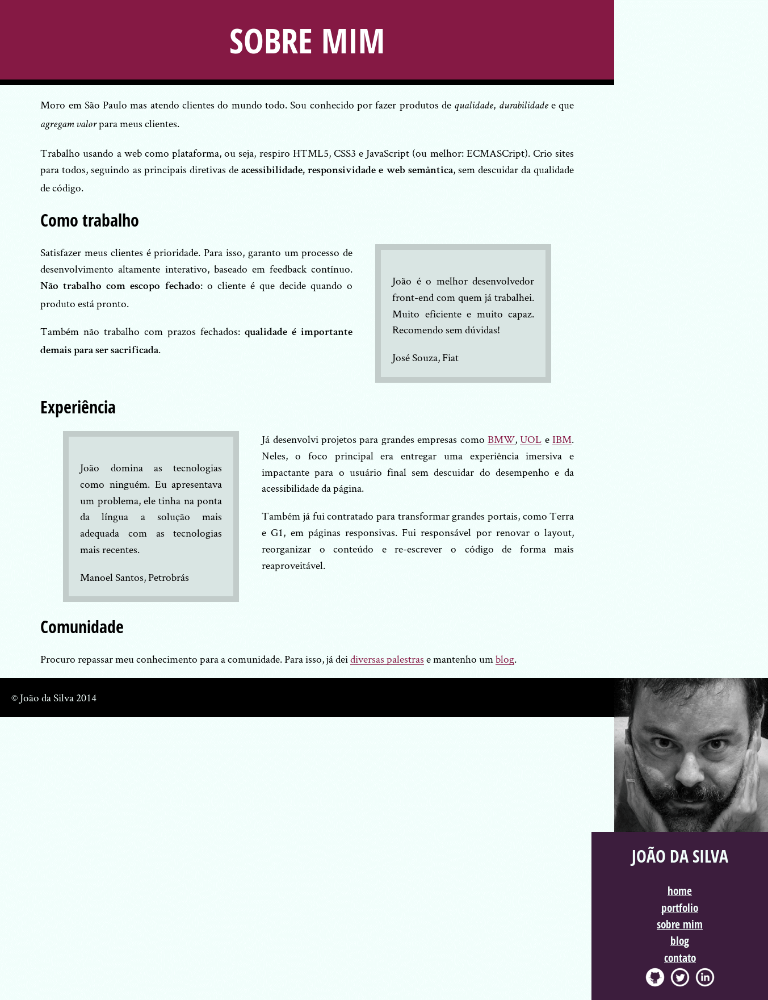 SOBRE MIM
Moro em São Paulo mas atendo clientes do mundo todo. Sou conhecido por fazer produtos de qualidade, durabilidade e que
agregam valor para meus clientes.
Trabalho usando a web como plataforma, ou seja, respiro HTML5, CSS3 e JavaScript (ou melhor: ECMASCript). Crio sites
para todos, seguindo as principais diretivas de acessibilidade, responsividade e web semântica, sem descuidar da qualidade
de código.
Como trabalho
Satisfazer meus clientes é prioridade. Para isso, garanto um processo de
desenvolvimento altamente interativo, baseado em feedback contínuo.
Não trabalho com escopo fechado: o cliente é que decide quando o
produto está pronto.
Também não trabalho com prazos fechados: qualidade é importante
demais para ser sacrificada.
João é o melhor desenvolvedor
front-end com quem já trabalhei.
Muito eficiente e muito capaz.
Recomendo sem dúvidas!
José Souza, Fiat
Experiência
João domina as tecnologias
como ninguém. Eu apresentava
um problema, ele tinha na ponta
da língua a solução mais
adequada com as tecnologias
mais recentes.
Manoel Santos, Petrobrás
Já desenvolvi projetos para grandes empresas como BMW, UOL e IBM.
Neles, o foco principal era entregar uma experiência imersiva e
impactante para o usuário final sem descuidar do desempenho e da
acessibilidade da página.
Também já fui contratado para transformar grandes portais, como Terra
e G1, em páginas responsivas. Fui responsável por renovar o layout,
reorganizar o conteúdo e re-escrever o código de forma mais
reaproveitável.
Comunidade
Procuro repassar meu conhecimento para a comunidade. Para isso, já dei diversas palestras e mantenho um blog.
© João da Silva 2014
JOÃO DA SILVA
home
portfolio
sobre mim
blog
contato
in